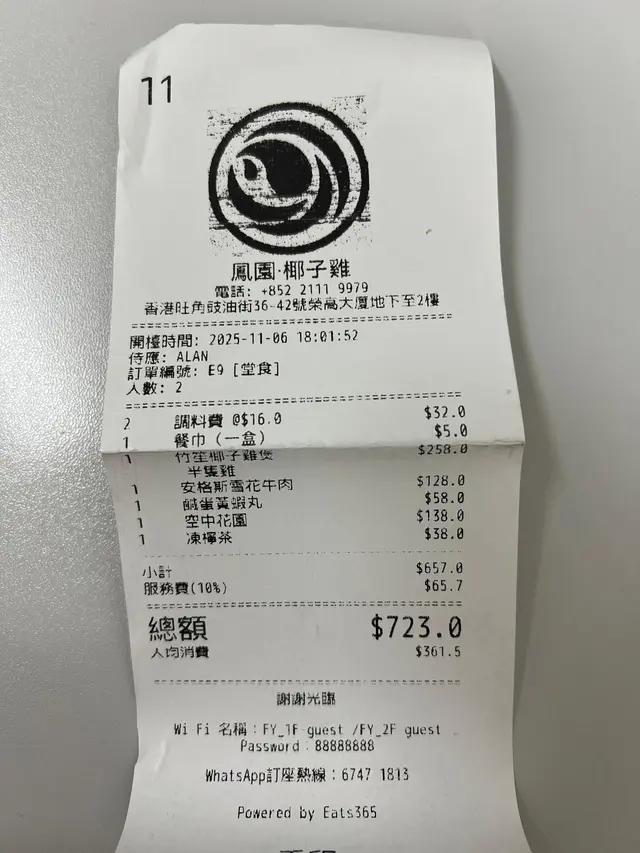 11
鳳園·椰子雞
電話: +852 2111 9979
香港旺角豉油街36-42號榮高大廈地下至2樓
開檯時間: 2025-11-06 18:01:52
侍應: ALAN
訂單編號: E9 [堂食]
人數: 2
2 調料費 @$16.0 $32.0
1 餐巾（一盒） $5.0
1 竹笙椰子雞煲 $258.0
半隻雞
1 安格斯雪花牛肉 $128.0
1 鹹蛋黃蝦丸 $58.0
1 空中花園 $138.0
1 凍檸茶 $38.0
小計 $657.0
服務費(10%) $65.7
總額 $723.0
人均消費 $361.5
謝謝光臨
Wi Fi 名稱：FY_1F guest /FY_2F guest
Password：88888888
WhatsApp訂座熱線：6747 1813
Powered by Eats365